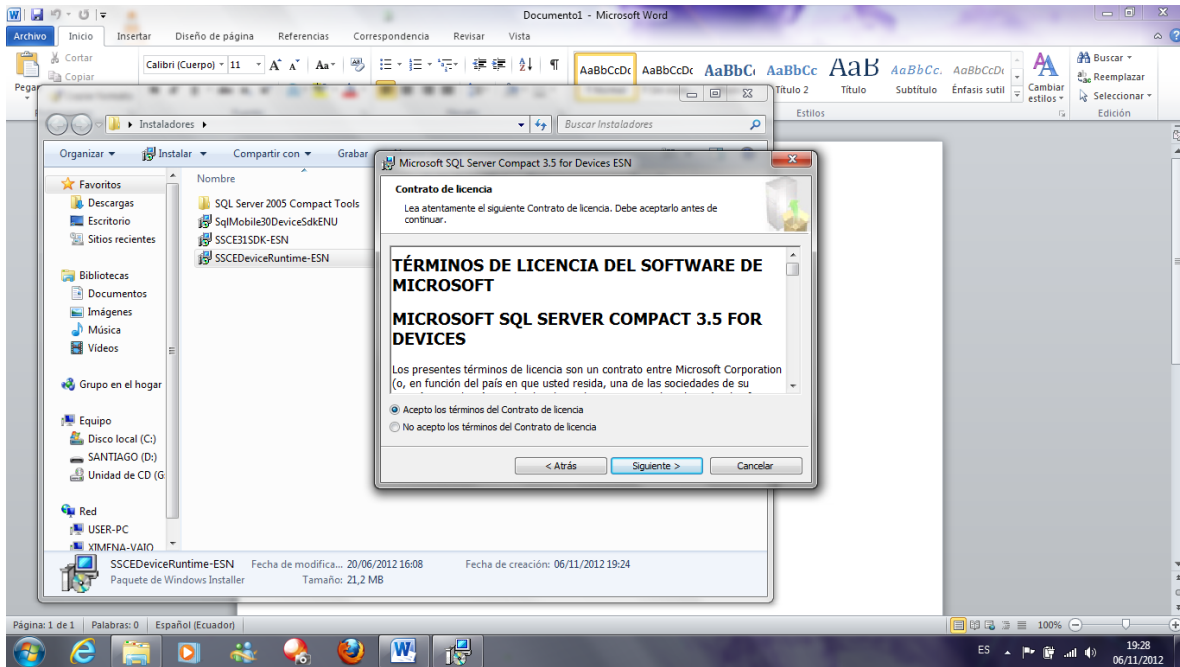 Documento1 - Microsoft Word
Archivo Inicio Insertar Diseño de página Referencias Correspondencia Revisar Vista
Cortar
Copiar
Calibri (Cuerpo) 11
AaBbCcDc AaBbCcDc AaBbC AaBbCc AaB AaBbCc. AaBbCcDc
Título 2 Título Subtítulo Énfasis sutil
Cambiar
estilos
Buscar
Reemplazar
Seleccionar
Estilos
Edición
Instaladores
Buscar Instaladores
Organizar Instalar Compartir con Grabar
Favoritos
Descargas
Escritorio
Sitios recientes
Bibliotecas
Documentos
Imágenes
Música
Vídeos
Grupo en el hogar
Equipo
Disco local (C:)
SANTIAGO (D:)
Unidad de CD (G:
Red
USER-PC
XIMENA-VAIO
Nombre
SQL Server 2005 Compact Tools
SqlMobile30DeviceSdkENU
SSCE31SDK-ESN
SSCEDeviceRuntime-ESN
Microsoft SQL Server Compact 3.5 for Devices ESN
Contrato de licencia
Lea atentamente el siguiente Contrato de licencia. Debe aceptarlo antes de
continuar.
TÉRMINOS DE LICENCIA DEL SOFTWARE DE
MICROSOFT
MICROSOFT SQL SERVER COMPACT 3.5 FOR
DEVICES
Los presentes términos de licencia son un contrato entre Microsoft Corporation
(o, en función del país en que usted resida, una de las sociedades de su
Acepto los términos del Contrato de licencia
No acepto los términos del Contrato de licencia
< Atrás Siguiente > Cancelar
SSCEDeviceRuntime-ESN Fecha de modifica... 20/06/2012 16:08 Fecha de creación: 06/11/2012 19:24
Paquete de Windows Installer Tamaño: 21,2 MB
Página: 1 de 1 Palabras: 0 Español (Ecuador) 100%
ES 19:28
06/11/2012